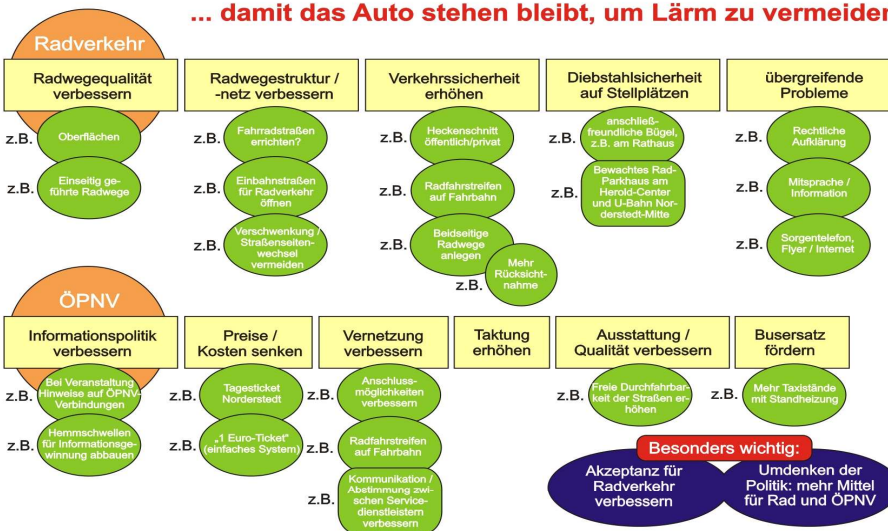 ... damit das Auto stehen bleibt, um Lärm zu vermeiden
Radverkehr
Radwegequalität
verbessern
z.B. Oberflächen
z.B. Einseitig ge-
führte Radwege
Radwegestruktur /
-netz verbessern
z.B. Fahrradstraßen
errichten?
z.B. Einbahnstraßen
für Radverkehr
öffnen
z.B. Verschwenkung /
Straßenseiten-
wechsel
vermeiden
Verkehrssicherheit
erhöhen
z.B. Heckenschnitt
öffentlich/privat
z.B. Radfahrstreifen
auf Fahrbahn
z.B. Beidseitige
Radwege
anlegen
z.B. Mehr
Rücksicht-
nahme
Diebstahlsicherheit
auf Stellplätzen
z.B. anschließ-
freundliche Bügel,
z.B. am Rathaus
z.B. Bewachtes Rad-
Parkhaus am
Herold-Center
und U-Bahn Nor-
derstedt-Mitte
übergreifende
Probleme
z.B. Rechtliche
Aufklärung
z.B. Mitsprache /
Information
z.B. Sorgentelefon,
Flyer / Internet
ÖPNV
Informationspolitik
verbessern
z.B. Bei Veranstaltung
Hinweise auf ÖPNV-
Verbindungen
z.B. Hemmschwellen
für Informationsge-
winnung abbauen
Preise /
Kosten senken
z.B. Tagesticket
Norderstedt
z.B. „1 Euro-Ticket"
(einfaches System)
Vernetzung
verbessern
z.B. Anschluss-
möglichkeiten
verbessern
z.B. Radfahrstreifen
auf Fahrbahn
z.B. Kommunikation /
Abstimmung zwi-
schen Service-
dienstleistern
verbessern
Taktung
erhöhen
Ausstattung /
Qualität verbessern
z.B. Freie Durchfahrbar-
keit der Straßen er-
höhen
Busersatz
fördern
z.B. Mehr Taxistände
mit Standheizung
Besonders wichtig:
Akzeptanz für
Radverkehr
verbessern
Umdenken der
Politik: mehr Mittel
für Rad und ÖPNV